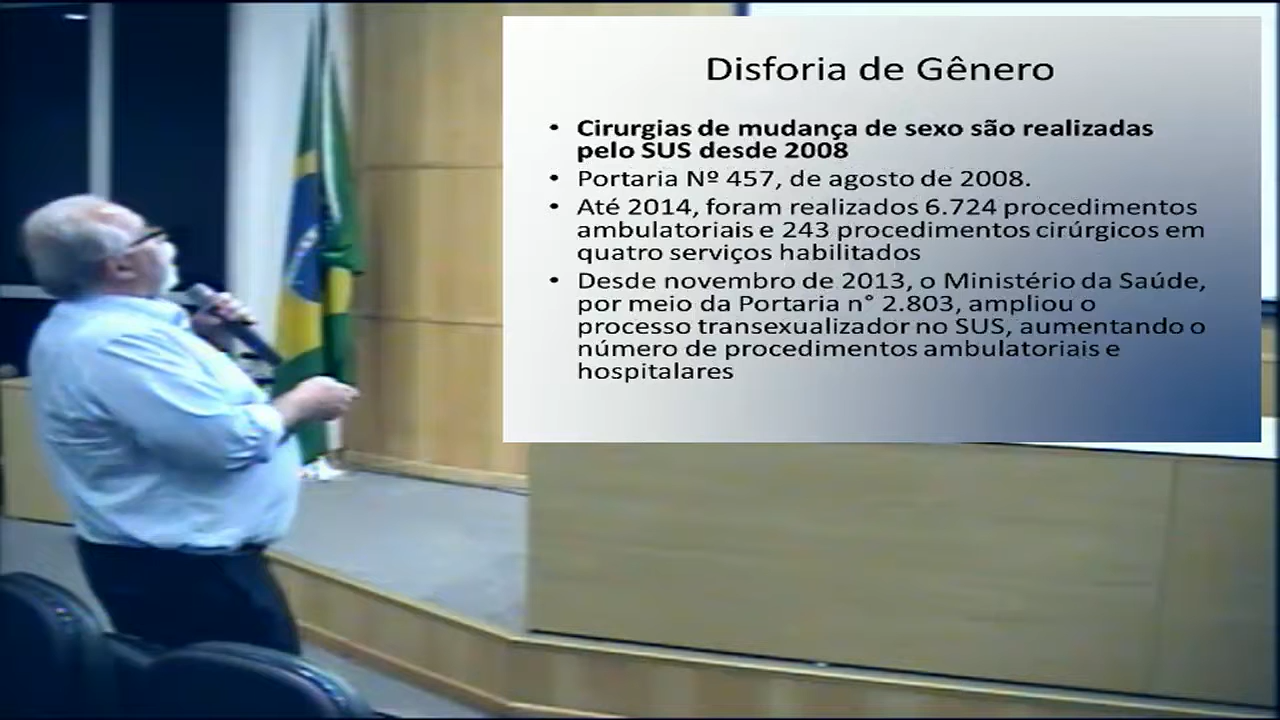 Disforia de Gênero
• Cirurgias de mudança de sexo são realizadas
pelo SUS desde 2008
• Portaria Nº 457, de agosto de 2008.
• Até 2014, foram realizados 6.724 procedimentos
ambulatoriais e 243 procedimentos cirúrgicos em
quatro serviços habilitados
• Desde novembro de 2013, o Ministério da Saúde,
por meio da Portaria n° 2.803, ampliou o
processo transexualizador no SUS, aumentando o
número de procedimentos ambulatoriais e
hospitalares